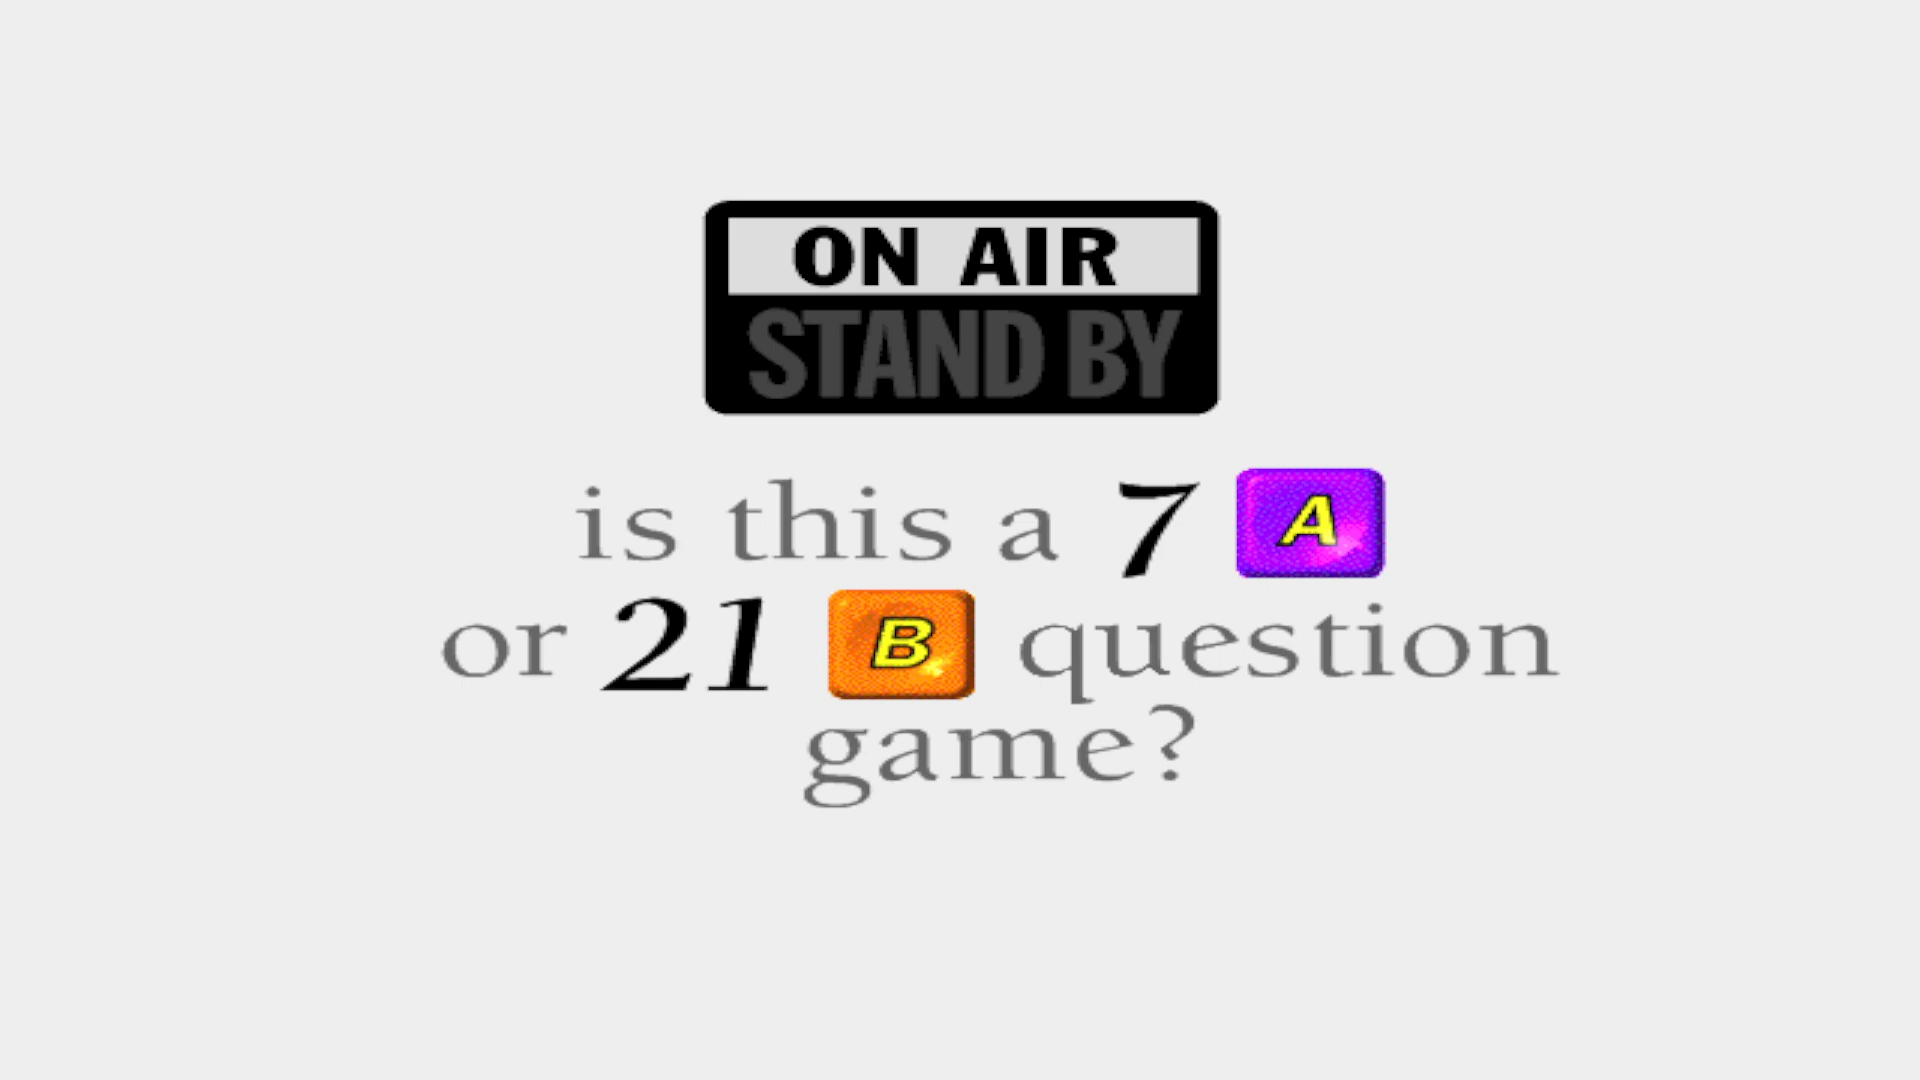 ON AIR
STAND BY
is this a 7 A
or 21 B question
game?